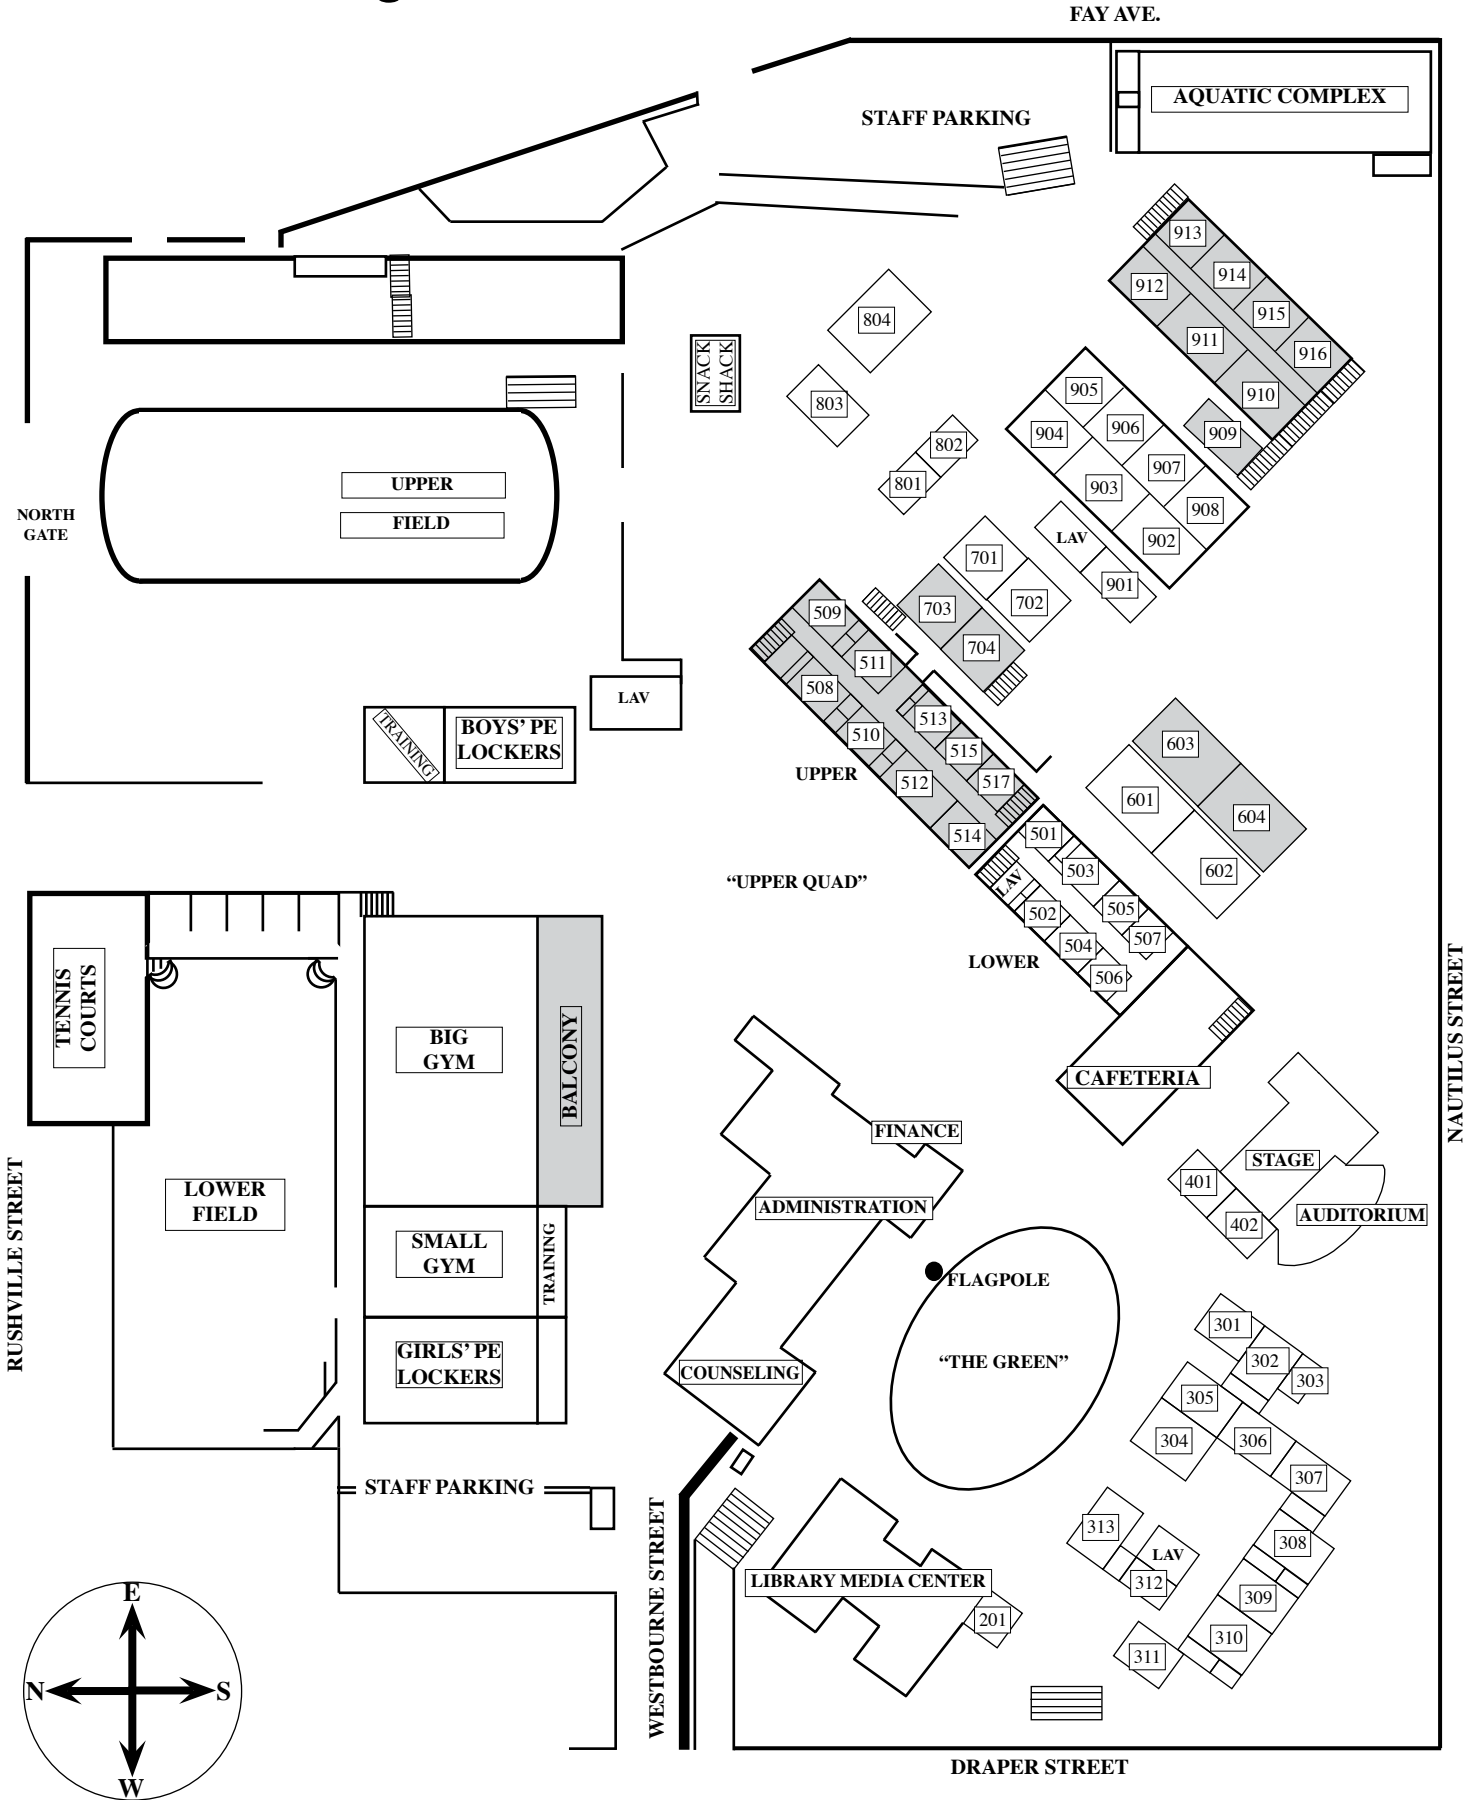 FAY AVE.
AQUATIC COMPLEX
STAFF PARKING
913
914
912
915
911
916
910
909
804
803
SNACK
SHACK
802
801
905
906
904
907
903
908
902
LAV
901
UPPER
FIELD
NORTH
GATE
701
702
703
704
509
511
508
513
510
515
512
517
514
UPPER
LAV
TRAINING
BOYS' PE
LOCKERS
603
601
604
602
501
503
LAV
505
502
507
504
506
LOWER
“UPPER QUAD”
TENNIS
COURTS
BIG
GYM
BALCONY
CAFETERIA
NAUTILUS STREET
FINANCE
STAGE
401
402
AUDITORIUM
ADMINISTRATION
LOWER
FIELD
RUSHVILLE STREET
SMALL
GYM
TRAINING
FLAGPOLE
“THE GREEN”
GIRLS' PE
LOCKERS
COUNSELING
301
302
303
305
304
306
307
STAFF PARKING
313
LAV
308
312
309
310
311
WESTBOURNE STREET
LIBRARY MEDIA CENTER
201
E
N
S
W
DRAPER STREET